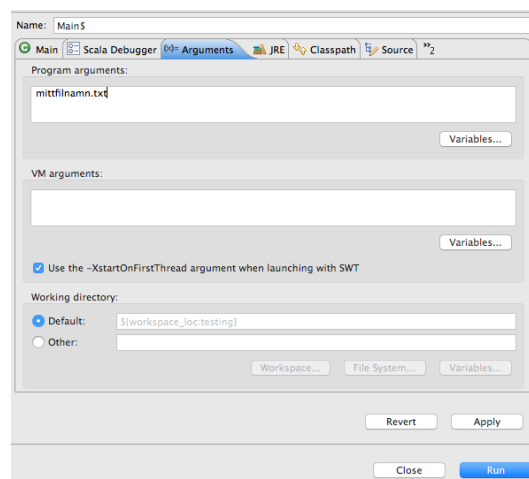 Name: Main$
Main Scala Debugger (x)= Arguments JRE Classpath Source »2
Program arguments:
mittfilnamn.txt
Variables...
VM arguments:
Variables...
Use the -XstartOnFirstThread argument when launching with SWT
Working directory:
Default: ${workspace_loc:testing}
Other:
Workspace... File System... Variables...
Revert Apply
Close Run